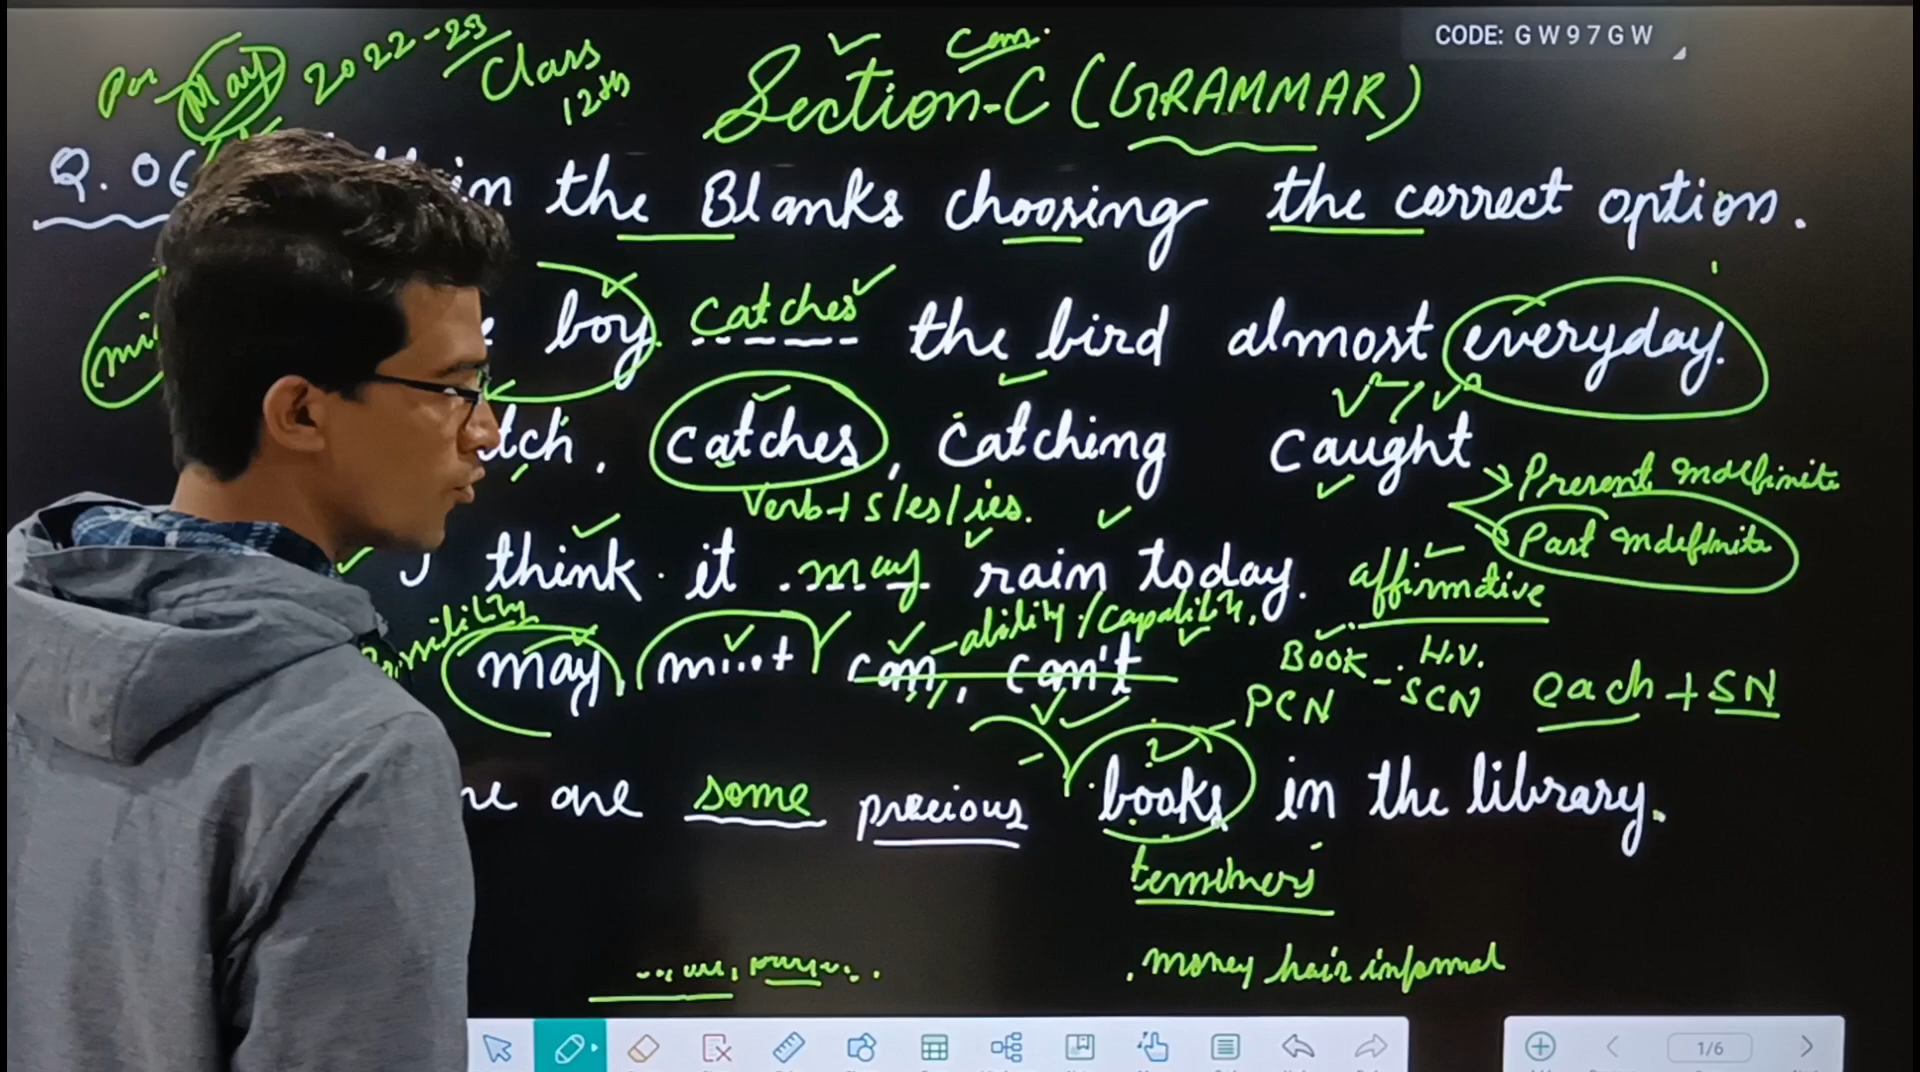 CODE: GW97GW
May 2022-23 Class 12th
Section-C (GRAMMAR)
Q. 06 in the Blanks choosing the correct option.
boy catches the bird almost everyday.
tch, catches, catching caught
Verb + s/es/ies.
Present Indefinite
Past Indefinite
I think it may rain today. affirmative
ability/capability.
may, can, can't
Book - H.V.
PCN - SCN each + SN
re are some precious books in the library.
money hair
1/6